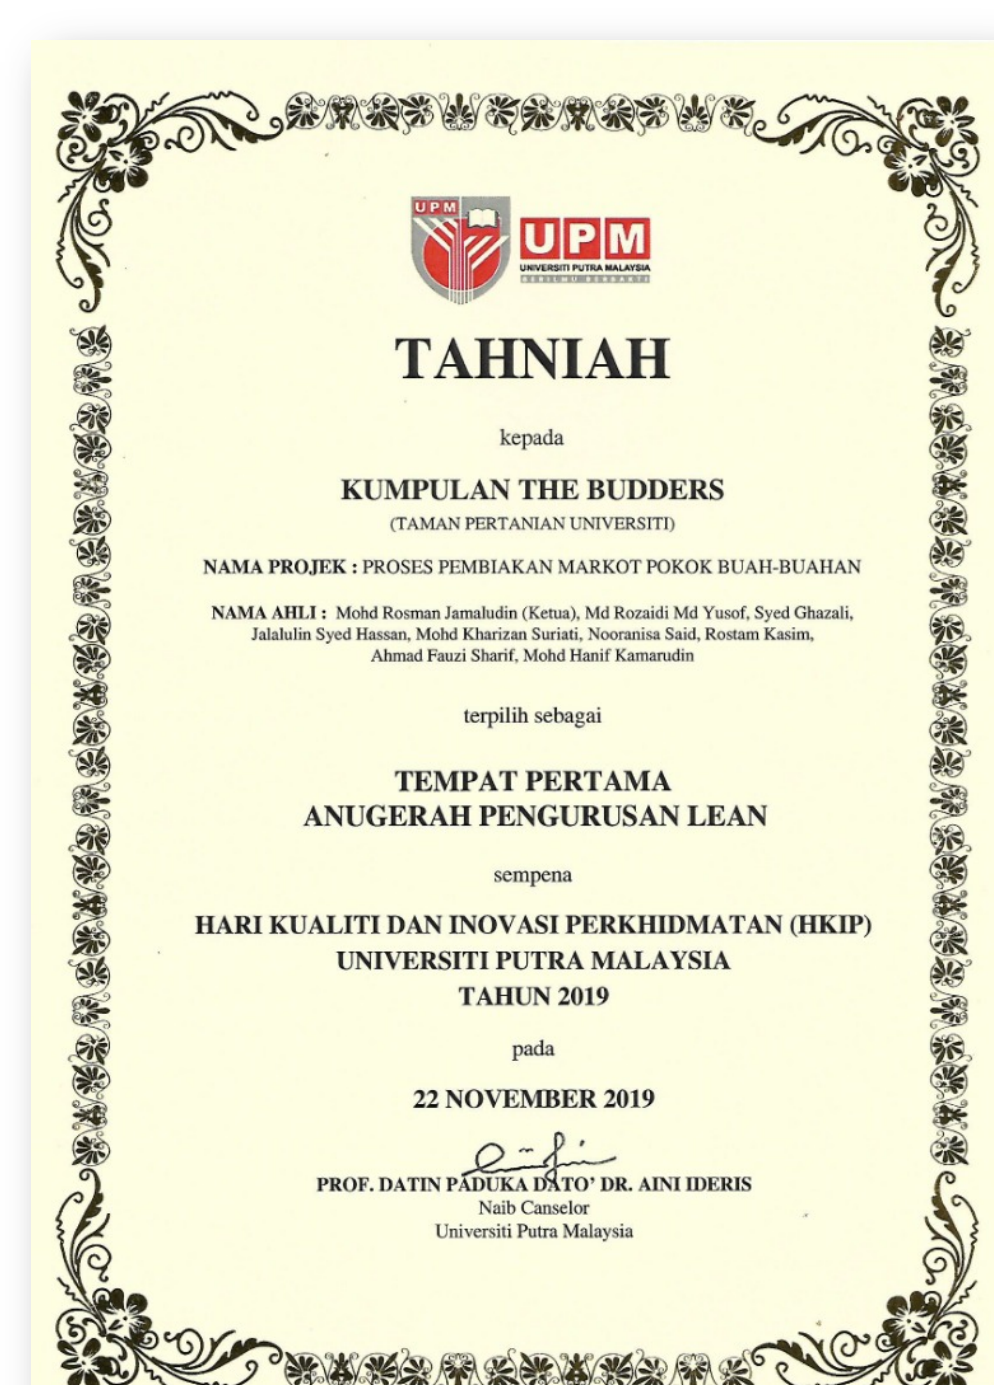 UPM
UPM
UNIVERSITI PUTRA MALAYSIA
BERILMU BERBAKTI
TAHNIAH
kepada
KUMPULAN THE BUDDERS
(TAMAN PERTANIAN UNIVERSITI)
NAMA PROJEK : PROSES PEMBIAKAN MARKOT POKOK BUAH-BUAHAN
NAMA AHLI : Mohd Rosman Jamaludin (Ketua), Md Rozaidi Md Yusof, Syed Ghazali,
Jalalulin Syed Hassan, Mohd Kharizan Suriati, Nooranisa Said, Rostam Kasim,
Ahmad Fauzi Sharif, Mohd Hanif Kamarudin
terpilih sebagai
TEMPAT PERTAMA
ANUGERAH PENGURUSAN LEAN
sempena
HARI KUALITI DAN INOVASI PERKHIDMATAN (HKIP)
UNIVERSITI PUTRA MALAYSIA
TAHUN 2019
pada
22 NOVEMBER 2019
PROF. DATIN PADUKA DATO' DR. AINI IDERIS
Naib Canselor
Universiti Putra Malaysia